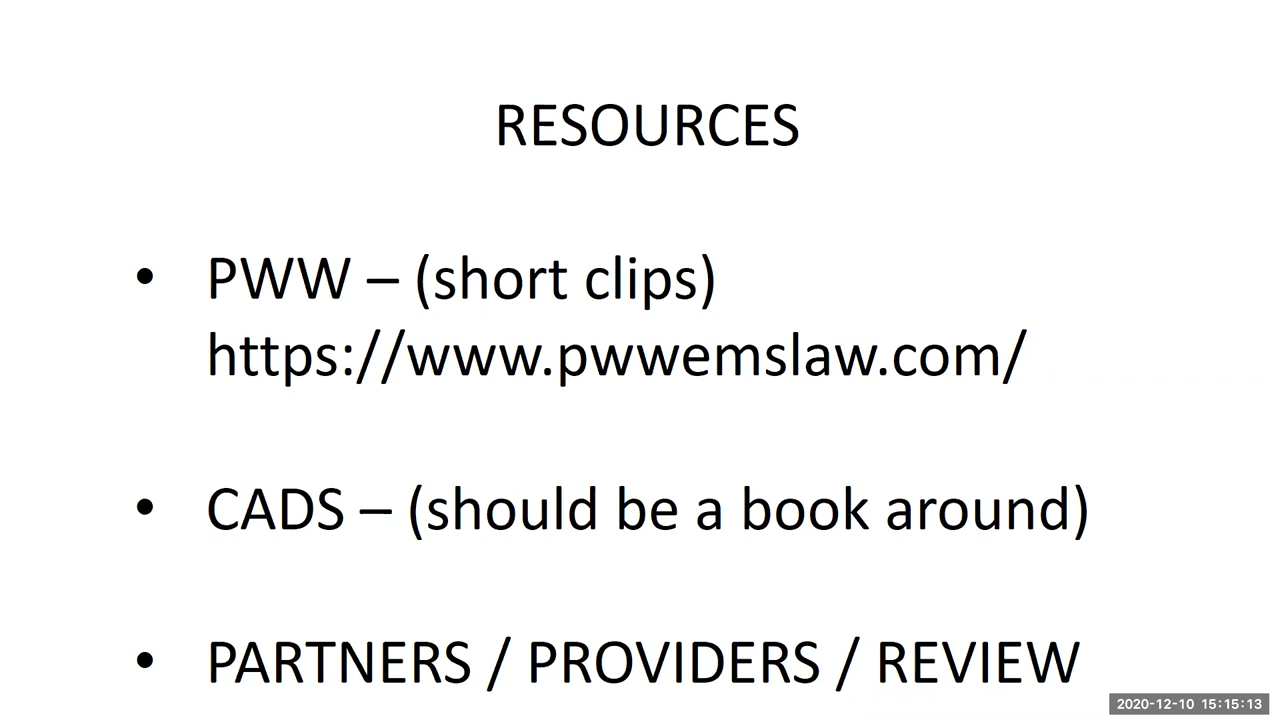 RESOURCES
• PWW – (short clips)
https://www.pwwemslaw.com/
• CADS – (should be a book around)
• PARTNERS / PROVIDERS / REVIEW
2020-12-10 15:15:13